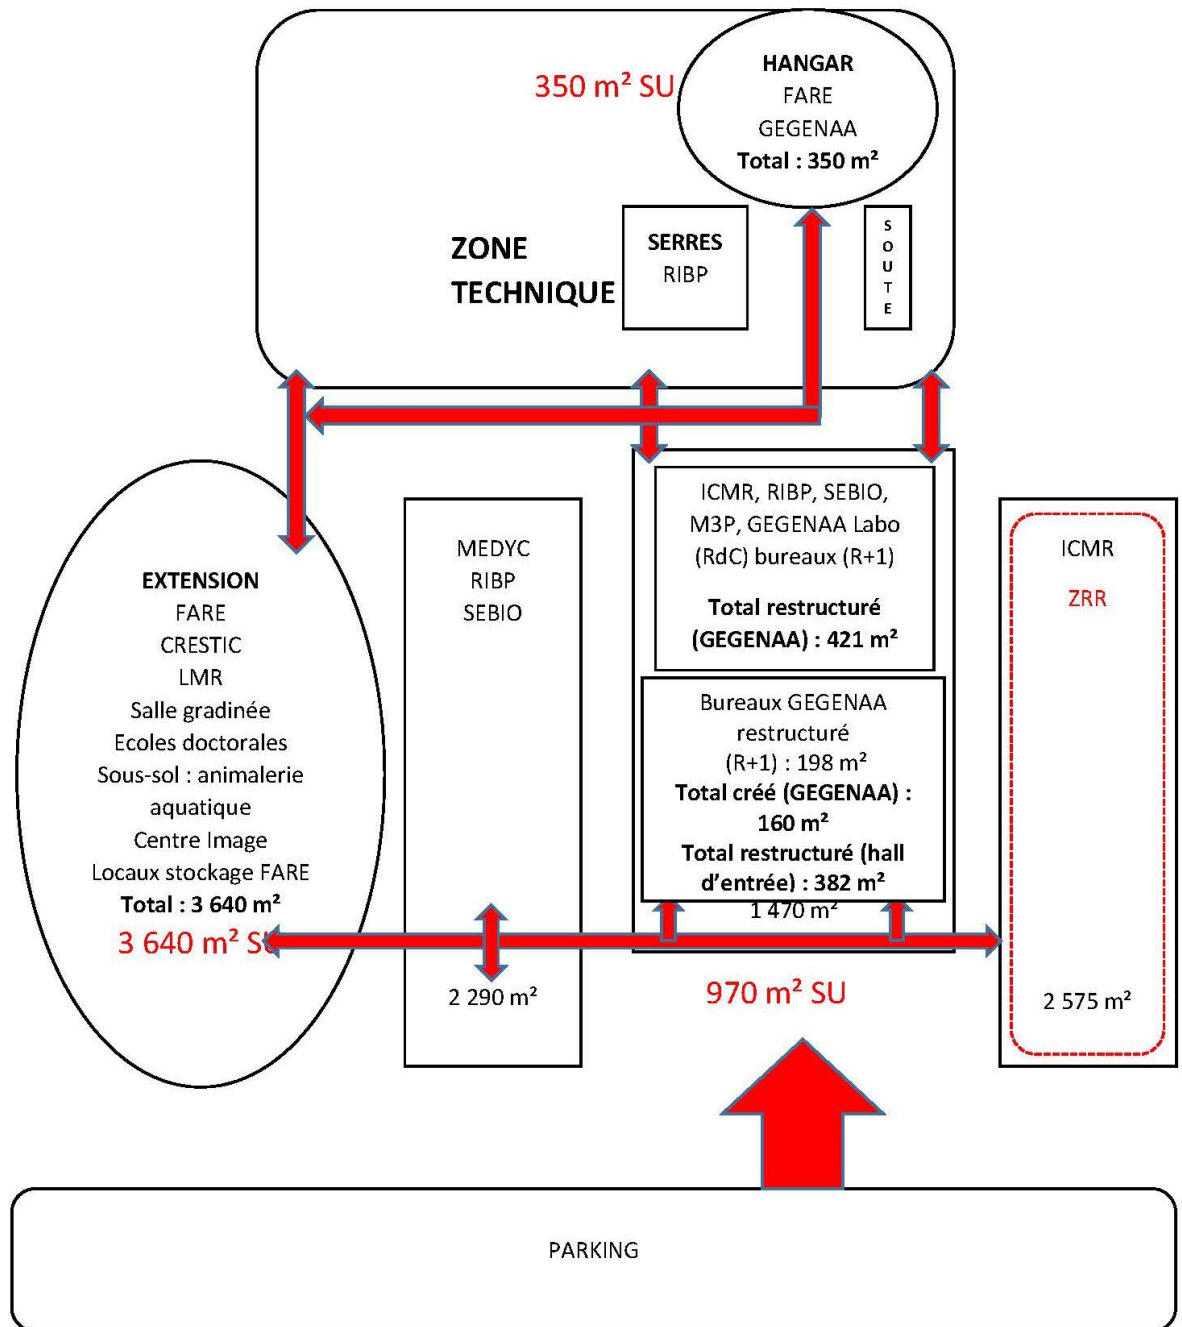 350 m² SU
HANGAR
FARE
GEGENAA
Total : 350 m²
ZONE
TECHNIQUE
SERRES
RIBP
SOUTE
EXTENSION
FARE
CRESTIC
LMR
Salle gradinée
Ecoles doctorales
Sous-sol : animalerie
aquatique
Centre Image
Locaux stockage FARE
Total : 3 640 m²
3 640 m² SU
MEDYC
RIBP
SEBIO
2 290 m²
ICMR, RIBP, SEBIO,
M3P, GEGENAA Labo
(RdC) bureaux (R+1)
Total restructuré
(GEGENAA) : 421 m²
Bureaux GEGENAA
restructuré
(R+1) : 198 m²
Total créé (GEGENAA) :
160 m²
Total restructuré (hall
d'entrée) : 382 m²
1 470 m²
970 m² SU
ICMR
ZRR
2 575 m²
PARKING